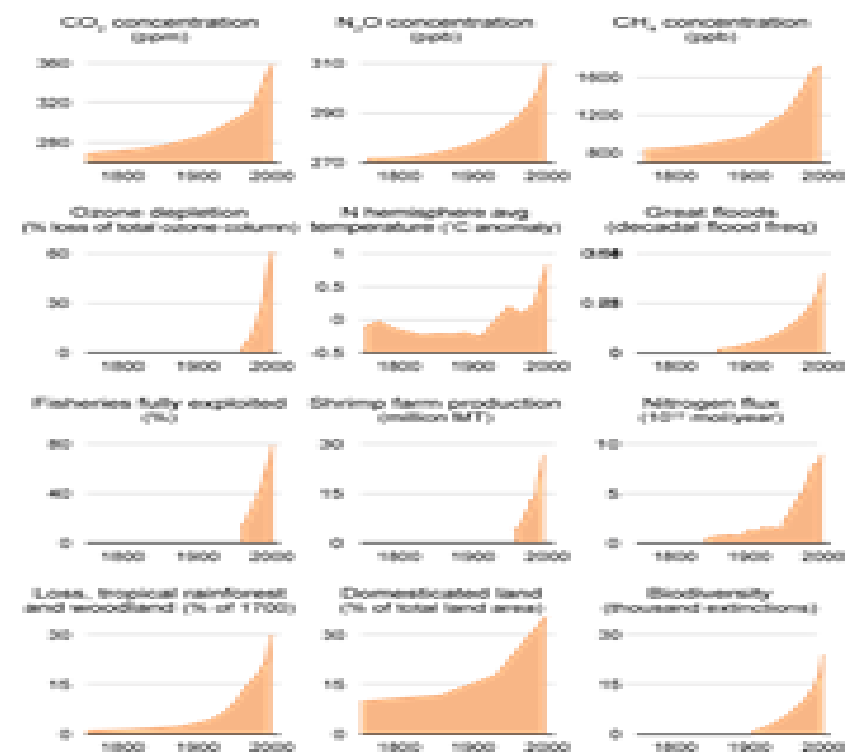 CO₂ concentration
(ppm)
360
320
280
1800 1900 2000
N₂O concentration
(ppb)
310
290
270
1800 1900 2000
CH₄ concentration
(ppb)
1600
1200
800
1800 1900 2000
Ozone depletion
(% loss of total ozone column)
60
30
0
1800 1900 2000
N hemisphere avg
temperature (°C anomaly)
1
0.5
0
-0.5
1800 1900 2000
Great floods
(decadal flood freq)
0
1800 1900 2000
Fisheries fully exploited
(%)
80
40
0
1800 1900 2000
Shrimp farm production
(million MT)
30
15
0
1800 1900 2000
Nitrogen flux
mol/year)
10
5
0
1800 1900 2000
Loss, tropical rainforest
and woodland (% of 1700)
30
15
0
1800 1900 2000
Domesticated land
(% of total land area)
30
15
0
1800 1900 2000
Biodiversity
(thousand extinctions)
30
15
0
1800 1900 2000